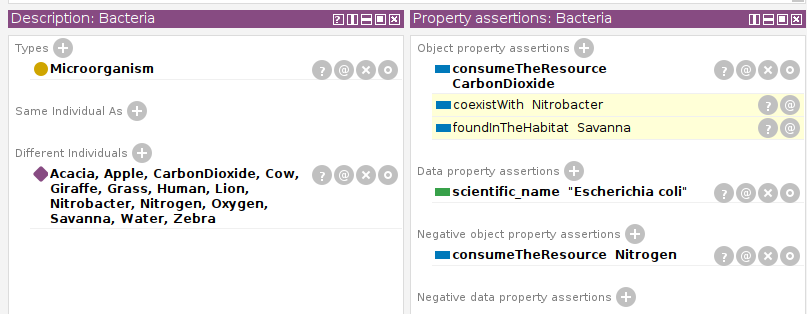 Description: Bacteria
Types
Microorganism
Same Individual As
Different Individuals
Acacia, Apple, CarbonDioxide, Cow,
Giraffe, Grass, Human, Lion,
Nitrobacter, Nitrogen, Oxygen,
Savanna, Water, Zebra
Property assertions: Bacteria
Object property assertions
consumeTheResource
CarbonDioxide
coexistWith Nitrobacter
foundInTheHabitat Savanna
Data property assertions
scientific_name "Escherichia coli"
Negative object property assertions
consumeTheResource Nitrogen
Negative data property assertions